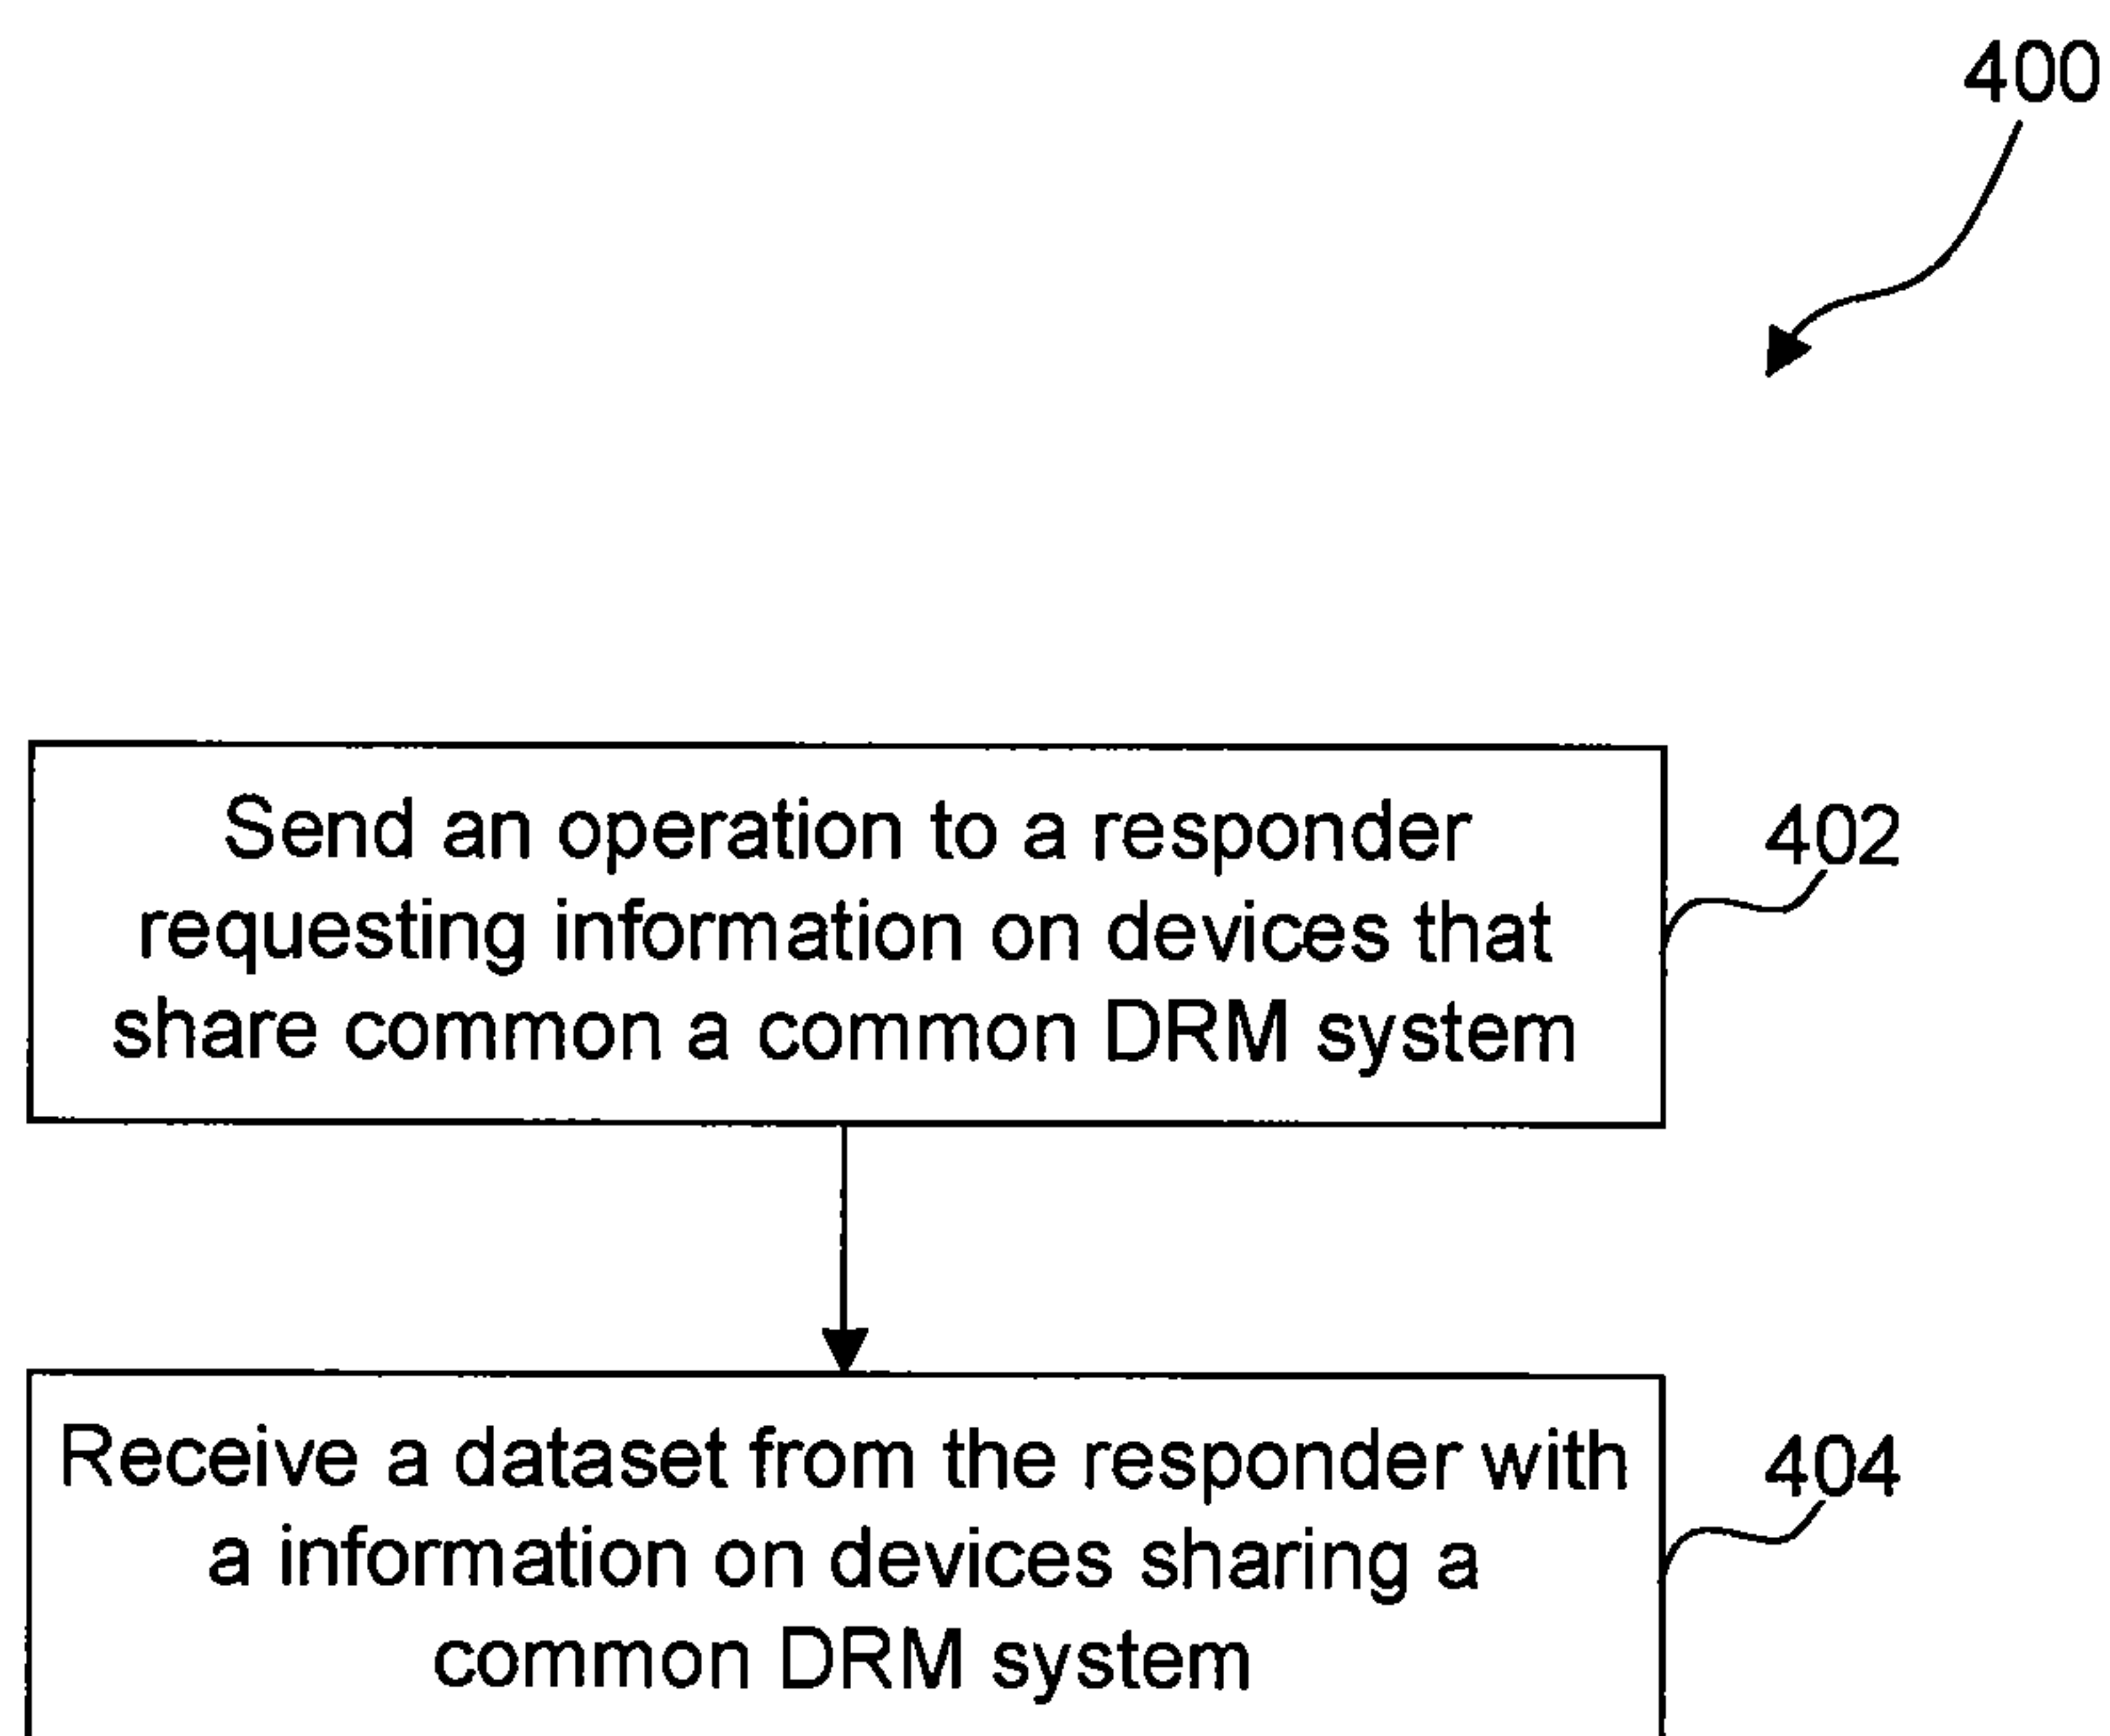 400
Send an operation to a responder
402
requesting information on devices that
share common a common DRM system
Receive a dataset from the responder with
404
a information on devices sharing a
common DRM system